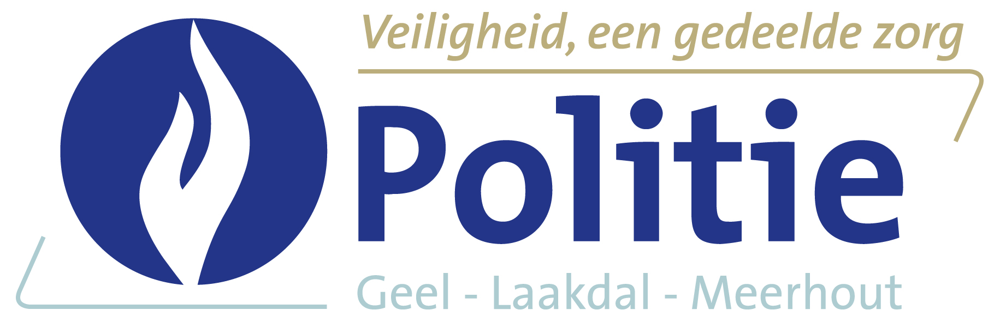 Veiligheid, een gedeelde zorg
Politie
Geel - Laakdal - Meerhout